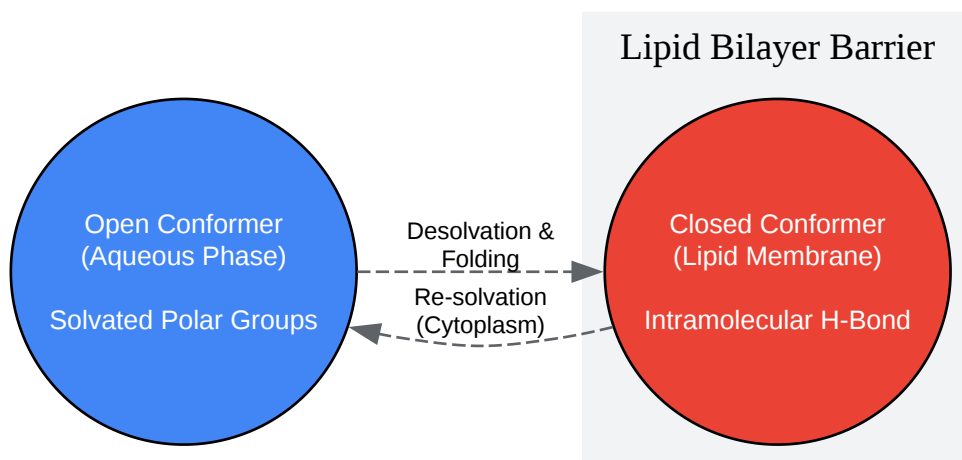 Lipid Bilayer Barrier
Open Conformer
(Aqueous Phase)
Solvated Polar Groups
Desolvation &
Folding
Re-solvation
(Cytoplasm)
Closed Conformer
(Lipid Membrane)
Intramolecular H-Bond